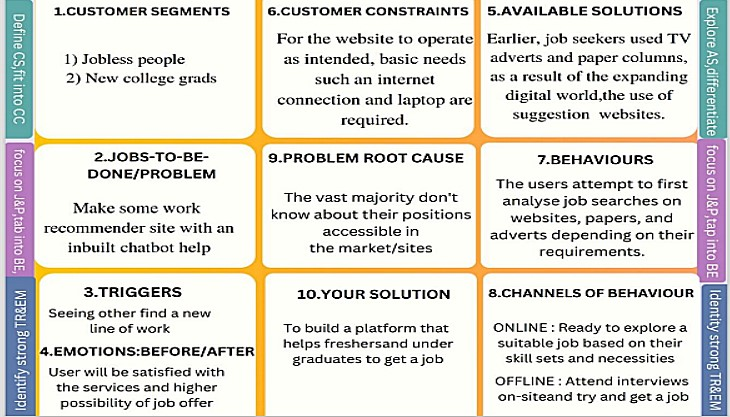 Define CS,fit into CC
1.CUSTOMER SEGMENTS
1) Jobless people
2) New college grads
6.CUSTOMER CONSTRAINTS
For the website to operate
as intended, basic needs
such an internet
connection and laptop are
required.
5.AVAILABLE SOLUTIONS
Earlier, job seekers used TV
adverts and paper columns,
as a result of the expanding
digital world,the use of
suggestion websites.
Explore AS,differentiate
focus on J&P,tab into BE,
2.JOBS-TO-BE-
DONE/PROBLEM
Make some work
recommender site with an
inbuilt chatbot help
9.PROBLEM ROOT CAUSE
The vast majority don't
know about their positions
accessible in
the market/sites
7.BEHAVIOURS
The users attempt to first
analyse job searches on
websites, papers, and
adverts depending on their
requirements.
focus on J&P,tap into BE
Identify strong TR&EM
3.TRIGGERS
Seeing other find a new
line of work
4.EMOTIONS:BEFORE/AFTER
User will be satisfied with
the services and higher
possibility of job offer
10.YOUR SOLUTION
To build a platform that
helps freshersand under
graduates to get a job
8.CHANNELS OF BEHAVIOUR
ONLINE : Ready to explore a
suitable job based on their
skill sets and necessities
OFFLINE : Attend interviews
on-siteand try and get a job
Identity strong TR&EM